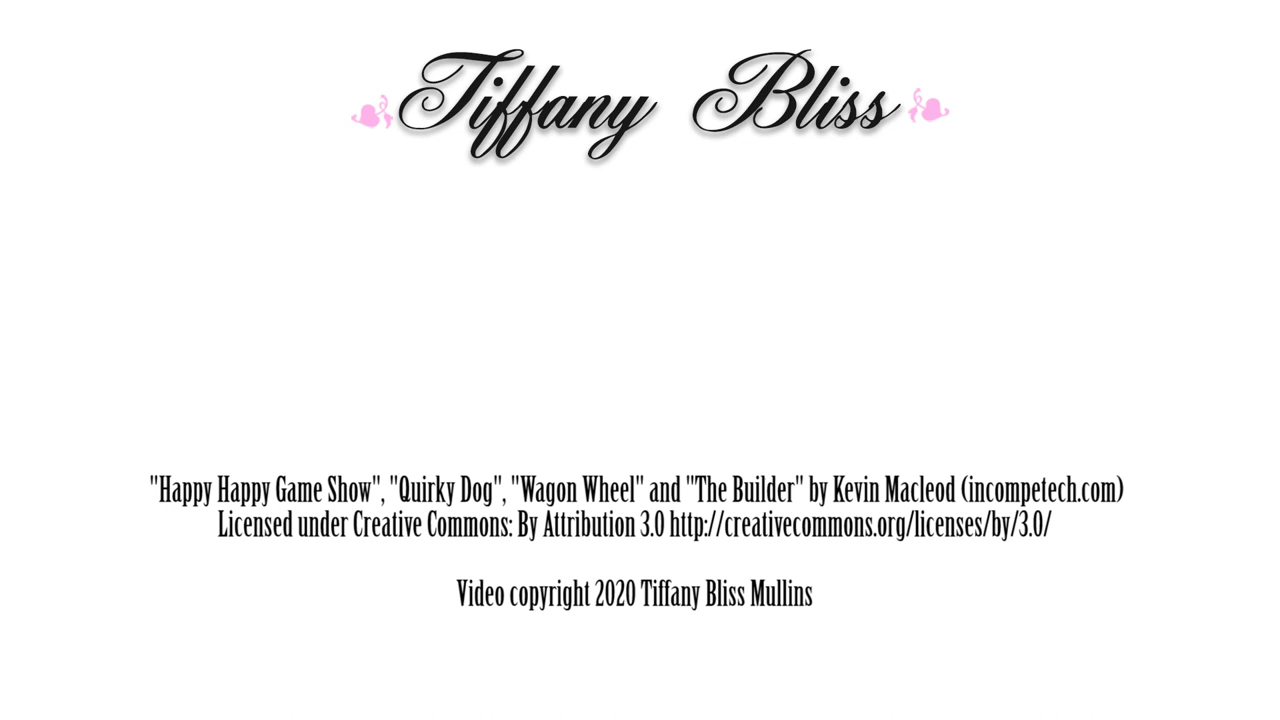 Tiffany Bliss
"Happy Happy Game Show", "Quirky Dog", "Wagon Wheel" and "The Builder" by Kevin Macleod (incompetech.com)
Licensed under Creative Commons: By Attribution 3.0 http://creativecommons.org/licenses/by/3.0/
Video copyright 2020 Tiffany Bliss Mullins